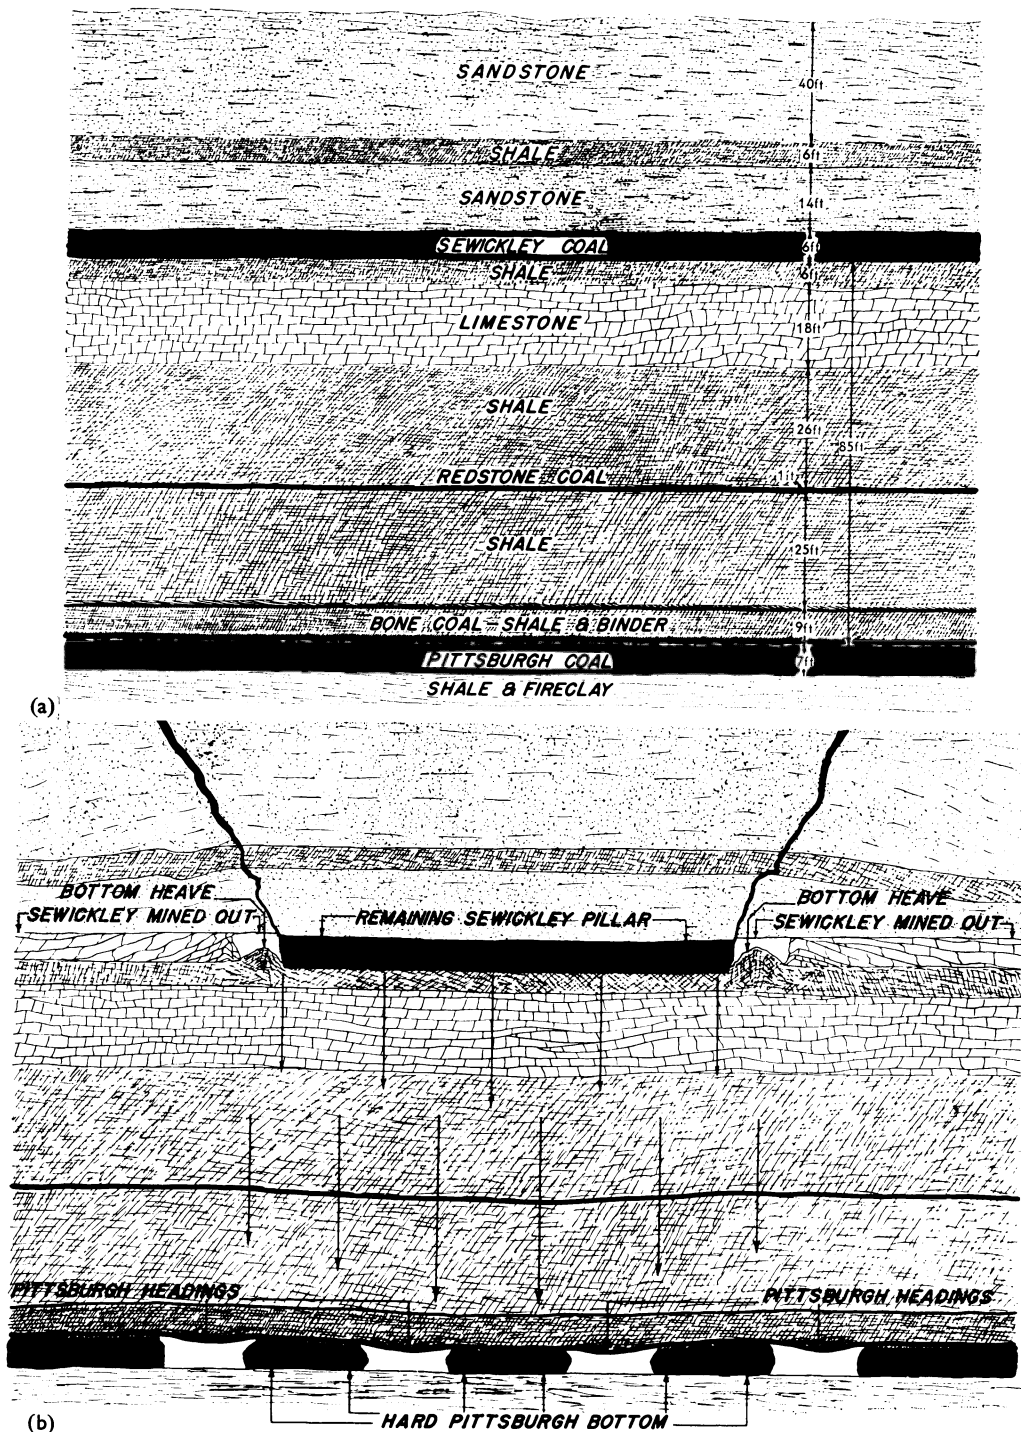 SANDSTONE
40ft
SHALE
6ft
SANDSTONE
14ft
SEWICKLEY COAL
6ft
SHALE
6ft
LIMESTONE
18ft
SHALE
26ft
85ft
REDSTONE COAL
1ft
SHALE
25ft
BONE COAL-SHALE & BINDER
9ft
PITTSBURGH COAL
7ft
SHALE & FIRECLAY
(a)
BOTTOM HEAVE
BOTTOM HEAVE
SEWICKLEY MINED OUT
REMAINING SEWICKLEY PILLAR
SEWICKLEY MINED OUT
PITTSBURGH HEADINGS
PITTSBURGH HEADINGS
HARD PITTSBURGH BOTTOM
(b)